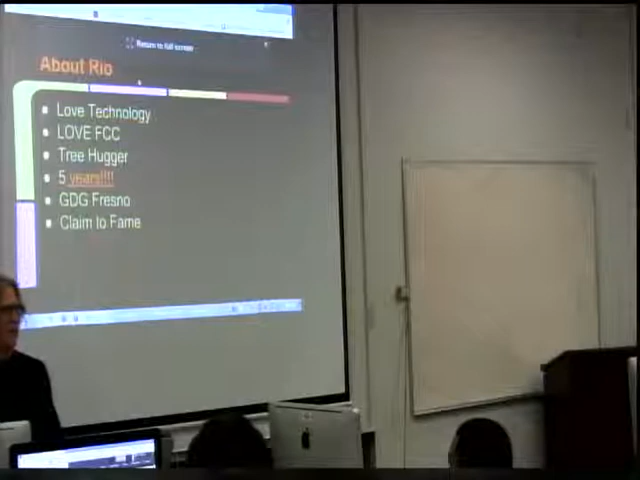 Return to full screen
About Rio
Love Technology
LOVE FCC
Tree Hugger
5 years!!!!
GDG Fresno
Claim to Fame